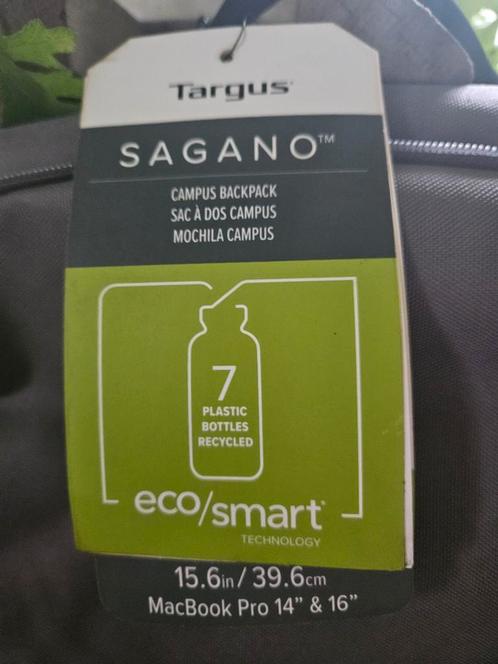 Targus
SAGANO™
CAMPUS BACKPACK
SAC À DOS CAMPUS
MOCHILA CAMPUS
7
PLASTIC
BOTTLES
RECYCLED
eco/smart®
TECHNOLOGY
15.6in / 39.6cm
MacBook Pro 14” & 16”